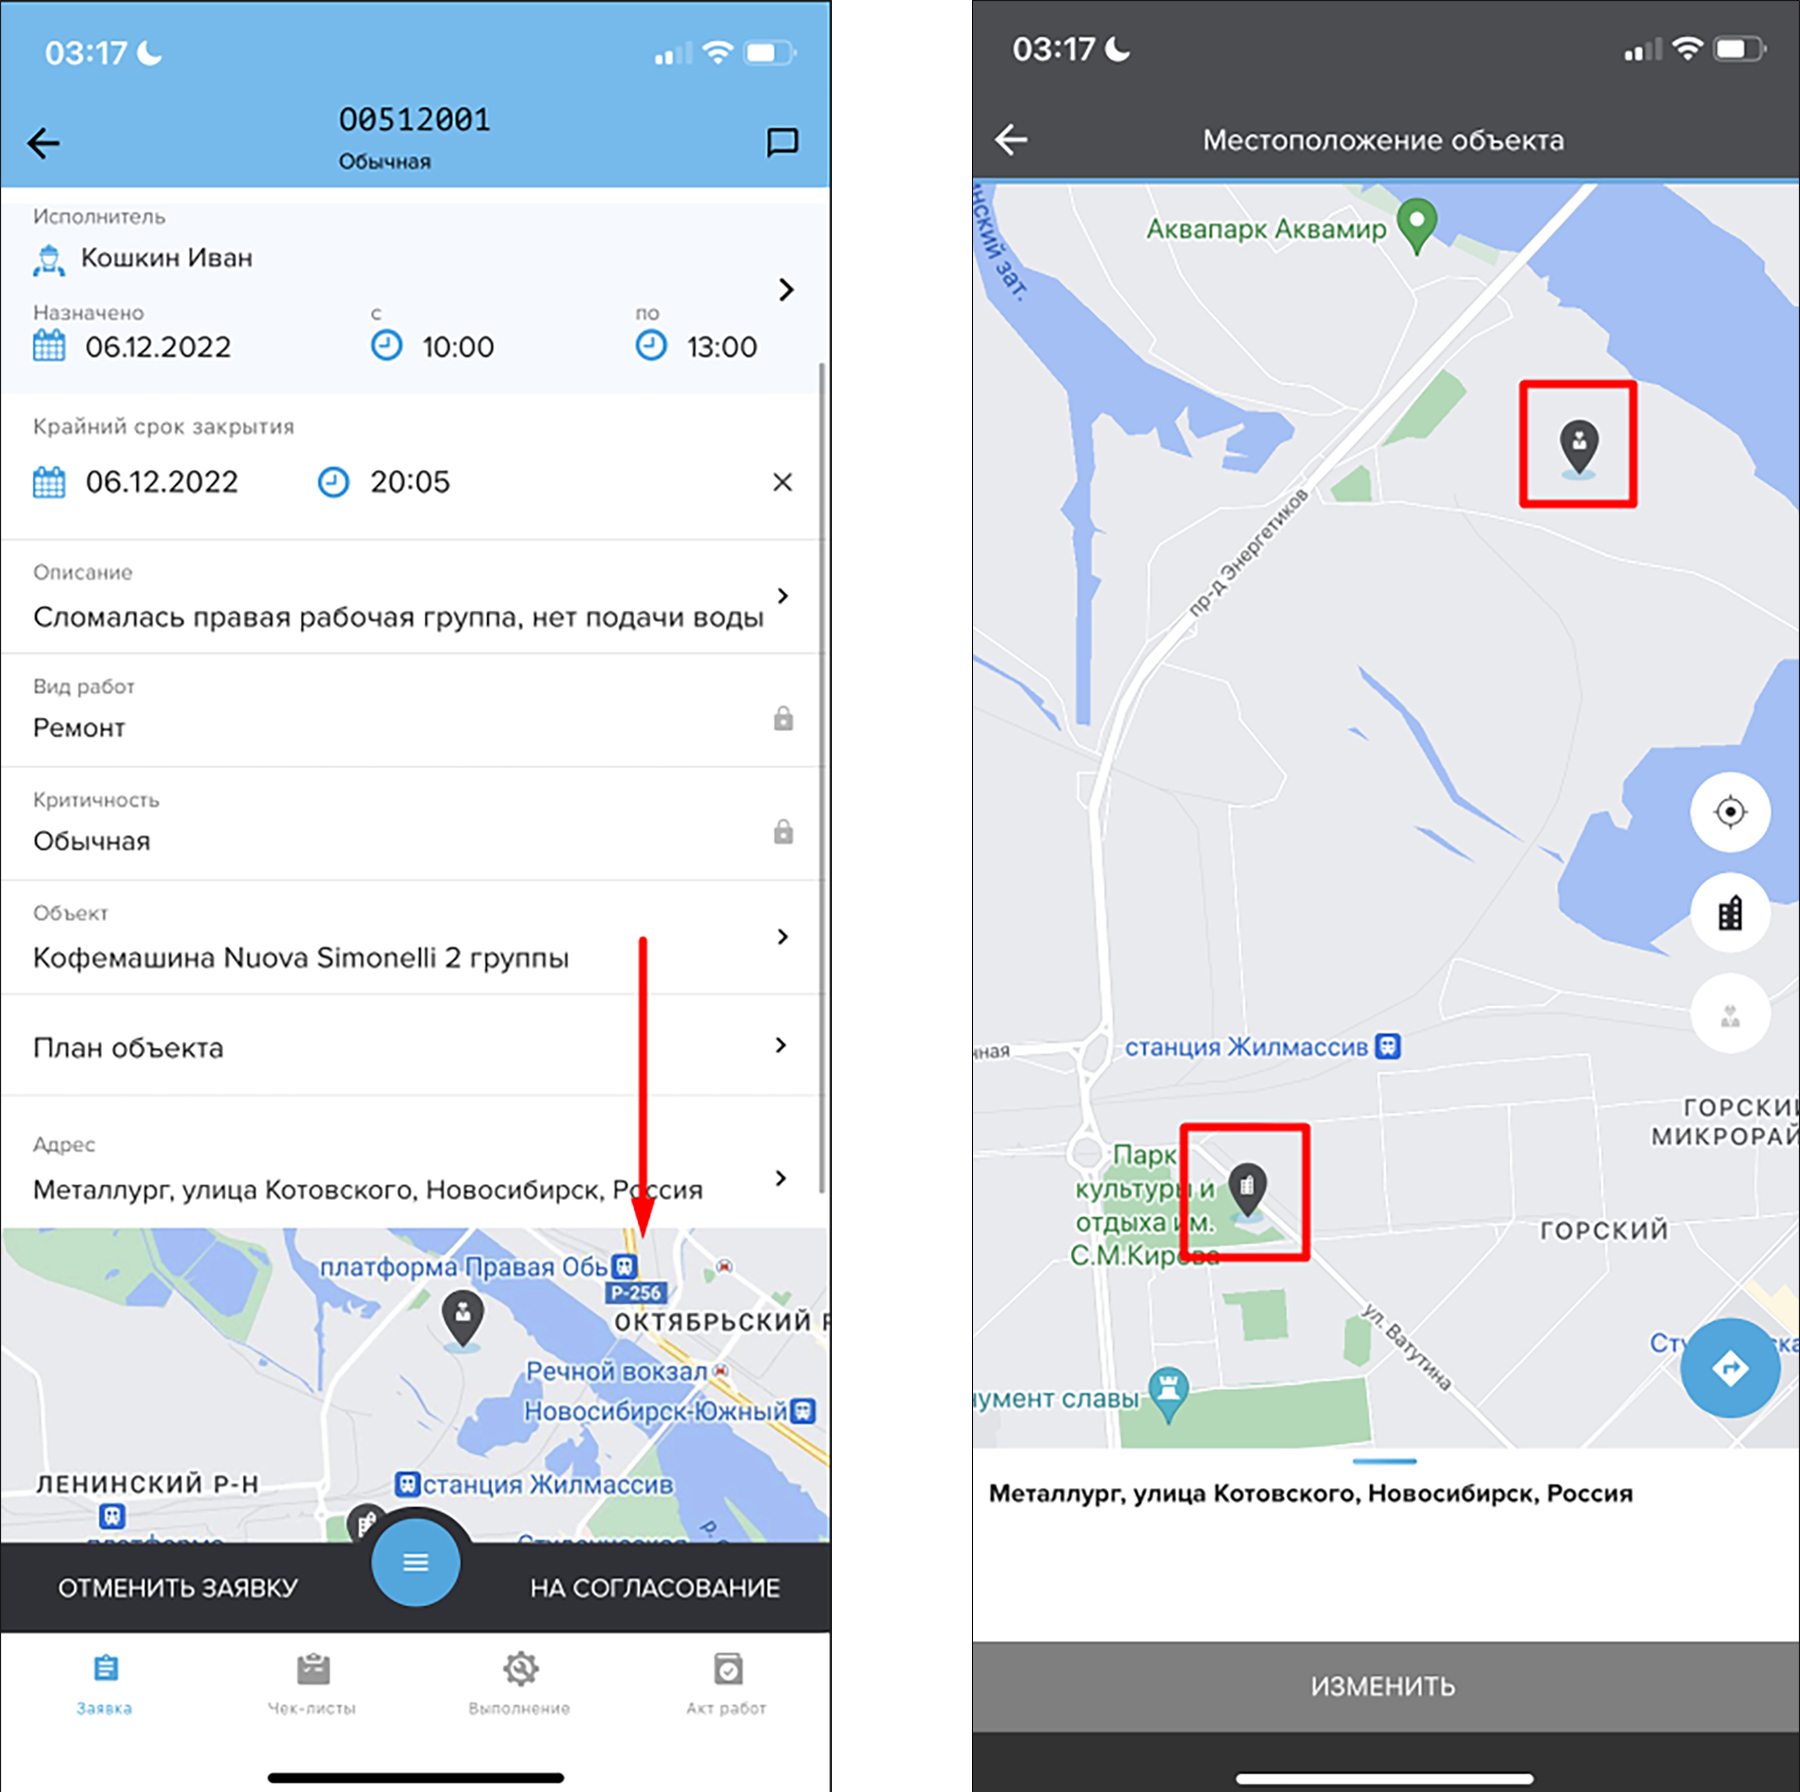 03:17
О0512001
Обычная
Исполнитель
Кошкин Иван
Назначено
с
по
06.12.2022
10:00
13:00
Крайний срок закрытия
06.12.2022
20:05
Описание
Сломалась правая рабочая группа, нет подачи воды
Вид работ
Ремонт
Критичность
Обычная
Объект
Кофемашина Nuova Simonelli 2 группы
План объекта
Адрес
Металлург, улица Котовского, Новосибирск, Россия
платформа Правая Обь
Р-256
ОКТЯБРЬСКИЙ Р
Речной вокзал
Новосибирск-Южный
ЛЕНИНСКИЙ Р-Н
станция Жилмассив
ОТМЕНИТЬ ЗАЯВКУ
НА СОГЛАСОВАНИЕ
Заявка
Чек-листы
Выполнение
Акт работ
03:17
Местоположение объекта
нский зат.
Аквапарк Аквамир
пр-д Энергетиков
станция Жилмассив
ная
ГОРСКИЙ
МИКРОРАЙ
Парк
культуры и
отдыха им.
С.М.Кирова
ГОРСКИЙ
ул. Ватутина
нумент славы
Металлург, улица Котовского, Новосибирск, Россия
ИЗМЕНИТЬ